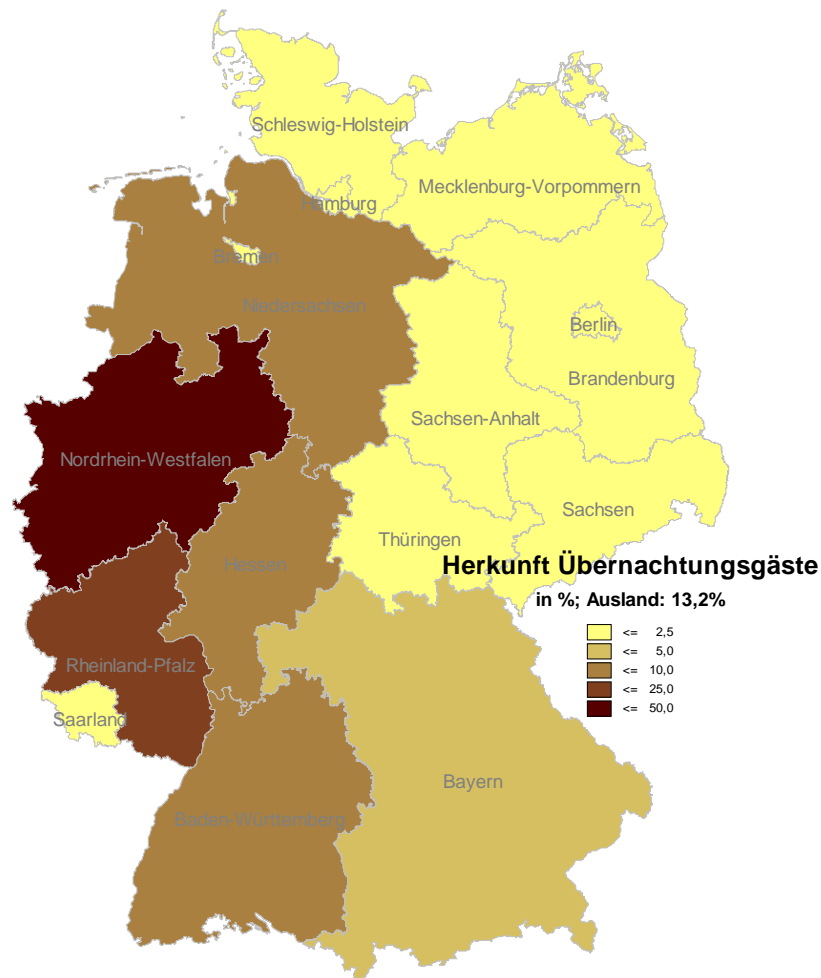 Schleswig-Holstein
Mecklenburg-Vorpommern
Hamburg
Bremen
Niedersachsen
Berlin
Brandenburg
Sachsen-Anhalt
Nordrhein-Westfalen
Sachsen
Thüringen
Hessen
Herkunft Übernachtungsgäste
in %; Ausland: 13,2%
<= 2,5
<= 5,0
<= 10,0
<= 25,0
<= 50,0
Rheinland-Pfalz
Saarland
Bayern
Baden-Württemberg